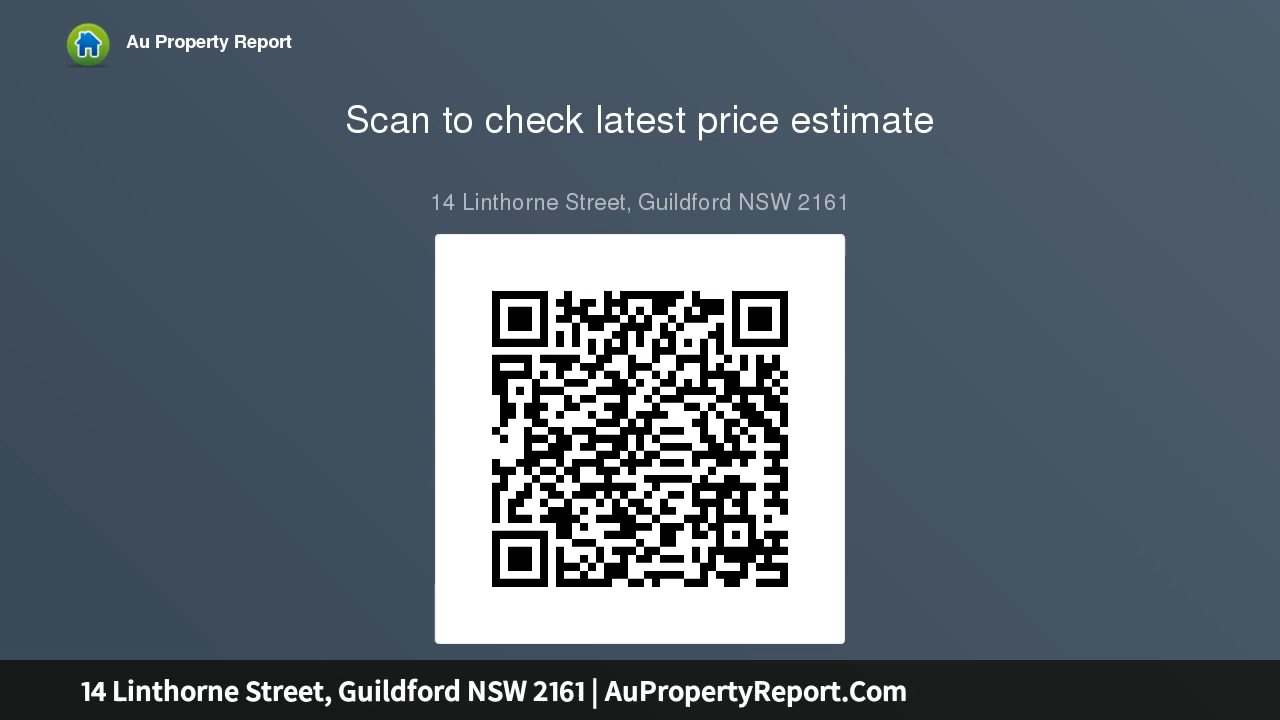 Au Property Report
Scan to check latest price estimate
14 Linthorne Street, Guildford NSW 2161
14 Linthorne Street, Guildford NSW 2161 | AuPropertyReport.Com